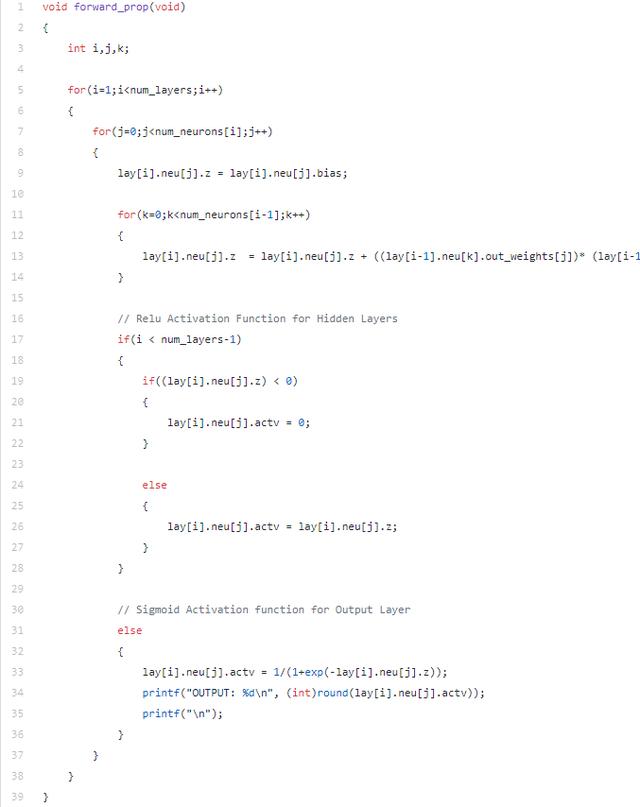 1 void forward_prop(void)
2 {
3 int i,j,k;
4
5 for(i=1;i<num_layers;i++)
6 {
7 for(j=0;j<num_neurons[i];j++)
8 {
9 lay[i].neu[j].z = lay[i].neu[j].bias;
10
11 for(k=0;k<num_neurons[i-1];k++)
12 {
13 lay[i].neu[j].z  = lay[i].neu[j].z + ((lay[i-1].neu[k].out_weights[j])* (lay[i-1
14 }
15
16 // Relu Activation Function for Hidden Layers
17 if(i < num_layers-1)
18 {
19 if((lay[i].neu[j].z) < 0)
20 {
21 lay[i].neu[j].actv = 0;
22 }
23
24 else
25 {
26 lay[i].neu[j].actv = lay[i].neu[j].z;
27 }
28 }
29
30 // Sigmoid Activation function for Output Layer
31 else
32 {
33 lay[i].neu[j].actv = 1/(1+exp(-lay[i].neu[j].z));
34 printf("OUTPUT: %d\n", (int)round(lay[i].neu[j].actv));
35 printf("\n");
36 }
37 }
38 }
39 }